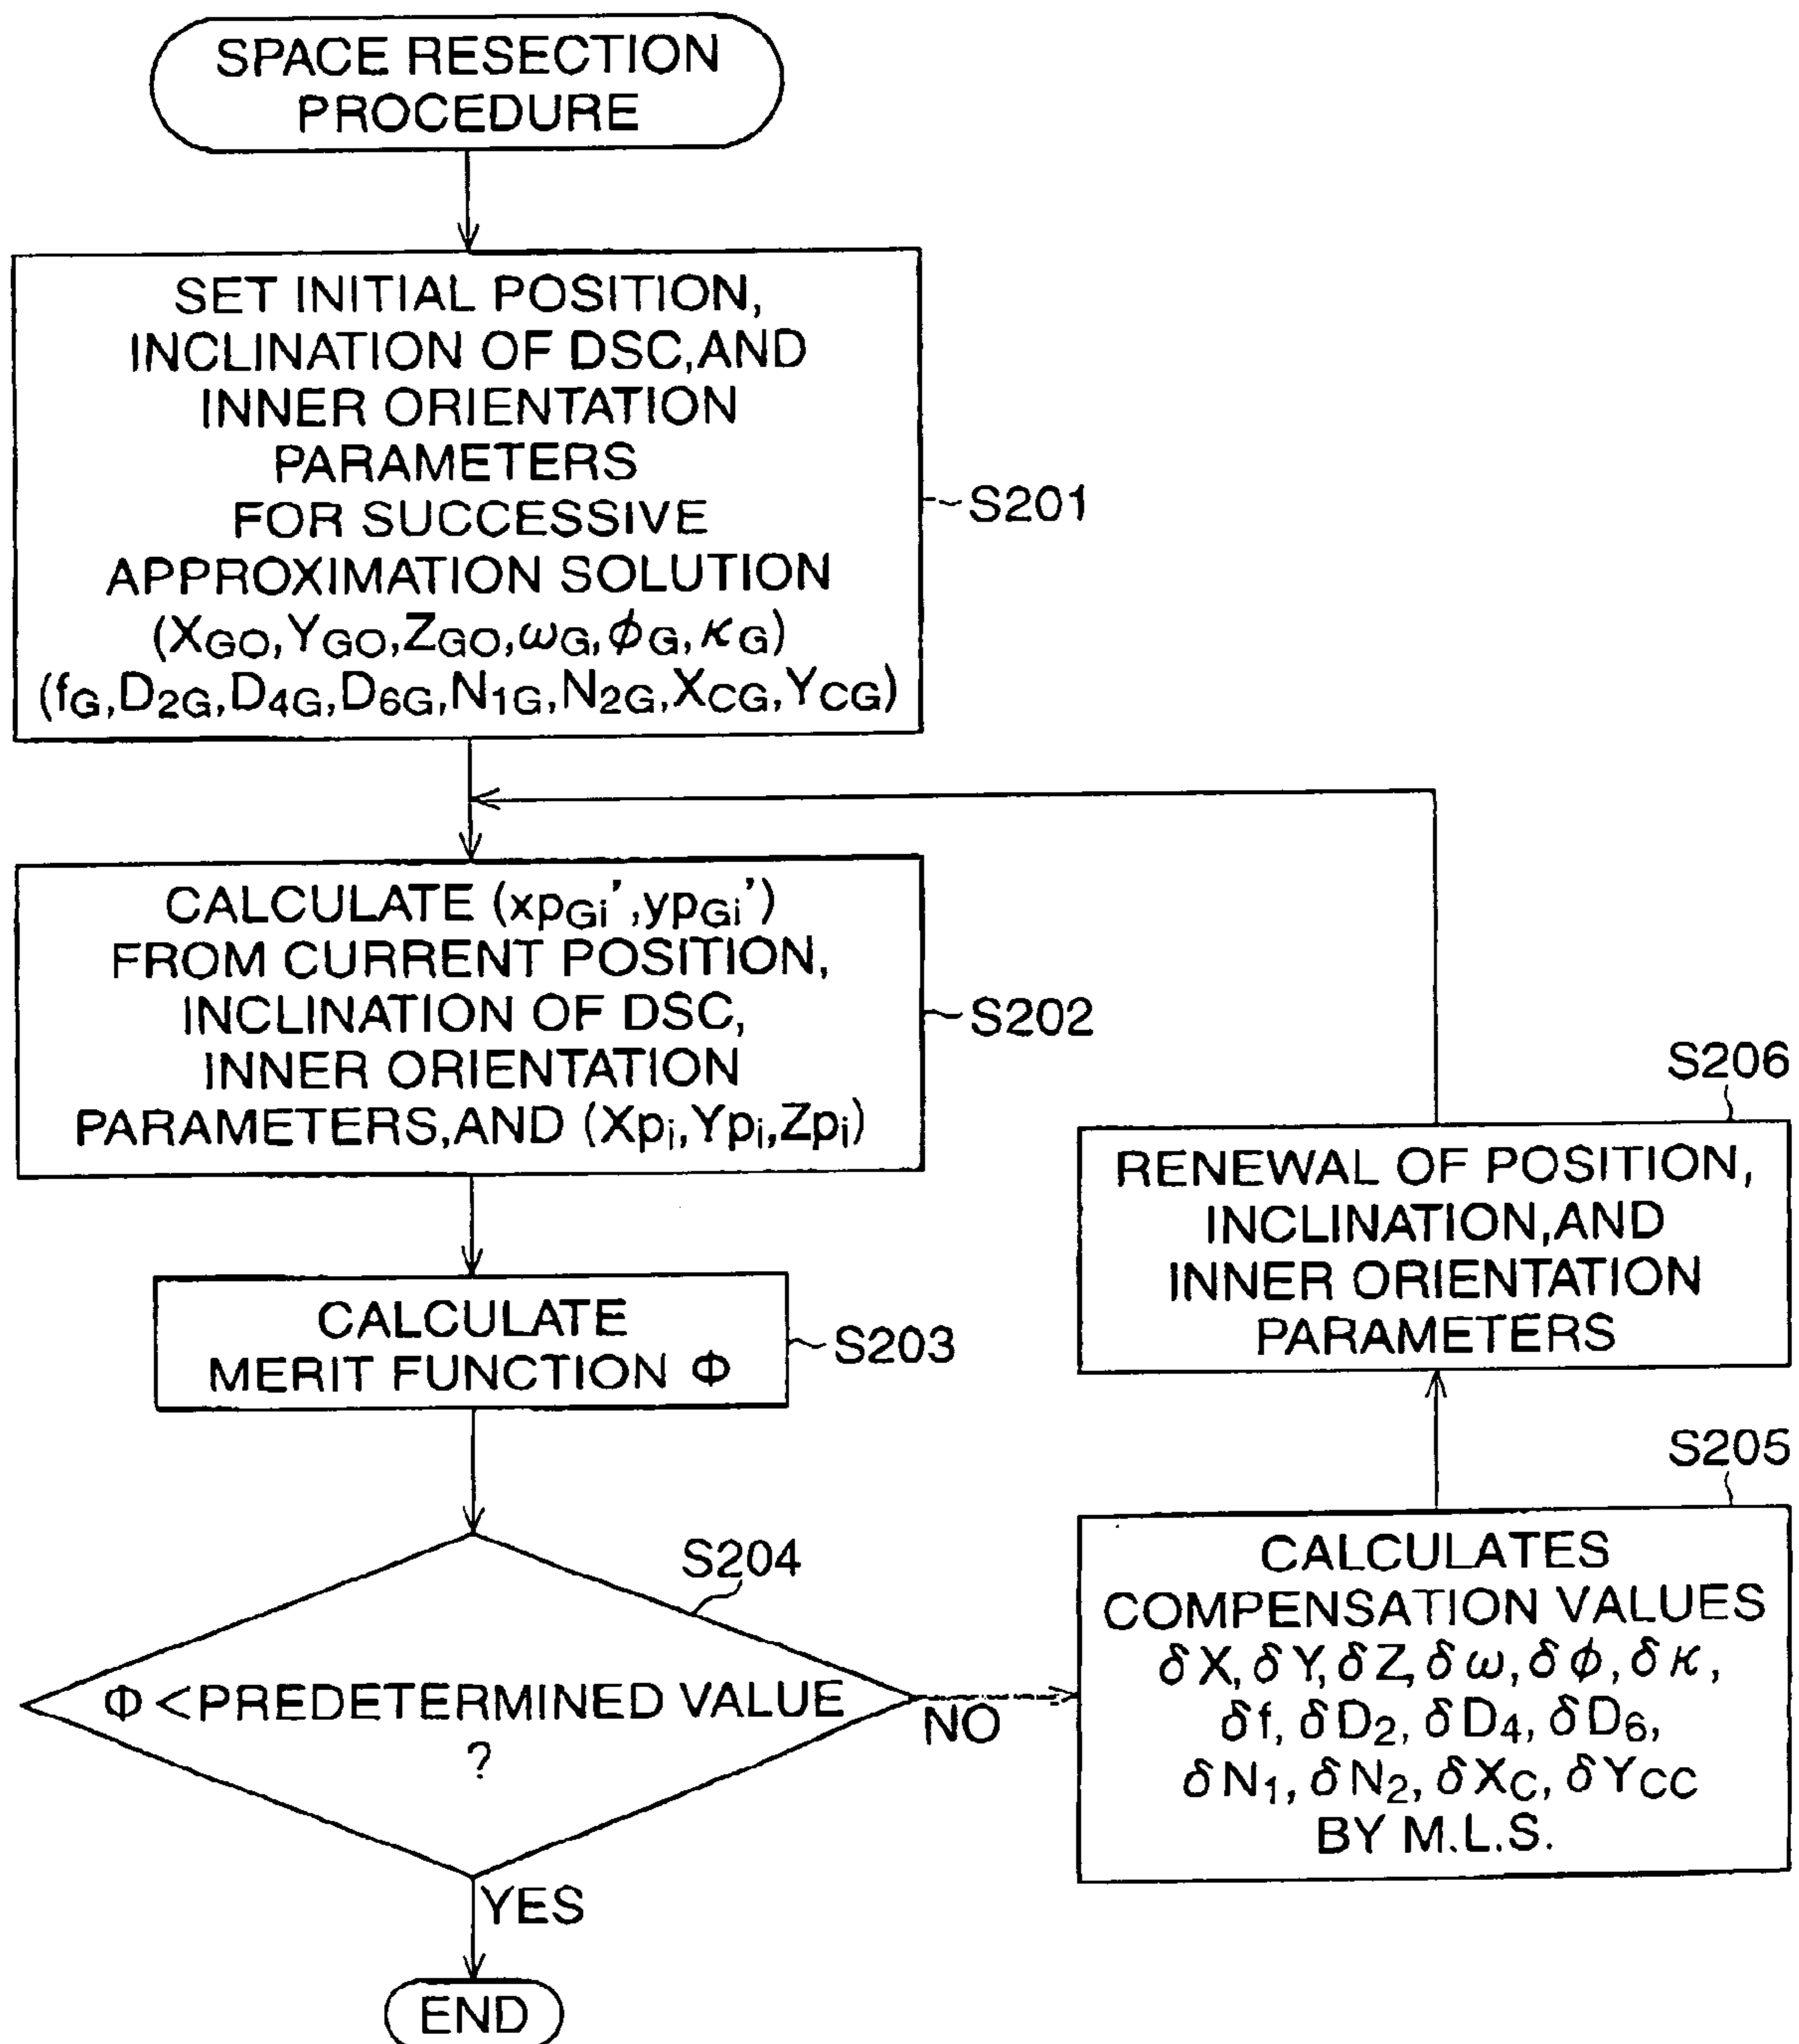 SPACE RESECTION
PROCEDURE
SET INITIAL POSITION,
INCLINATION OF DSC,AND
INNER ORIENTATION
PARAMETERS
FOR SUCCESSIVE
APPROXIMATION SOLUTION
(XGO,YGO,ZGO,ωG,ϕG,κG)
(fG,D2G,D4G,D6G,N1G,N2G,XCG,YCG)
S201
CALCULATE (xpGi',ypGi')
FROM CURRENT POSITION,
INCLINATION OF DSC,
INNER ORIENTATION
PARAMETERS,AND (Xpi,Ypi,Zpi)
S202
CALCULATE
MERIT FUNCTION Φ
S203
S204
Φ<PREDETERMINED VALUE
?
NO
YES
END
S205
CALCULATES
COMPENSATION VALUES
δX,δY,δZ,δω,δϕ,δκ,
δf,δD2,δD4,δD6,
δN1,δN2,δXC,δYCC
BY M.L.S.
S206
RENEWAL OF POSITION,
INCLINATION,AND
INNER ORIENTATION
PARAMETERS